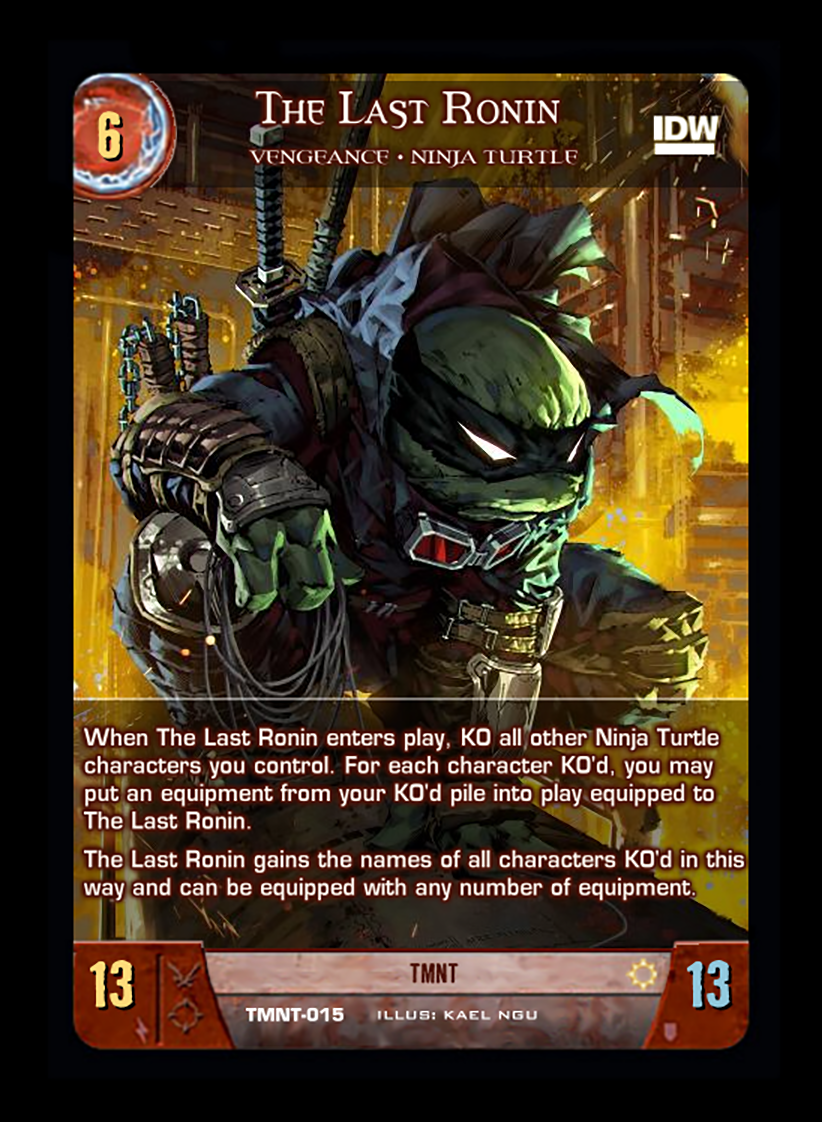 6
THE LAST RONIN
VENGEANCE • NINJA TURTLE
IDW
When The Last Ronin enters play, KO all other Ninja Turtle
characters you control. For each character KO'd, you may
put an equipment from your KO'd pile into play equipped to
The Last Ronin.
The Last Ronin gains the names of all characters KO'd in this
way and can be equipped with any number of equipment.
13
TMNT
13
TMNT-015 ILLUS: KAEL NGU